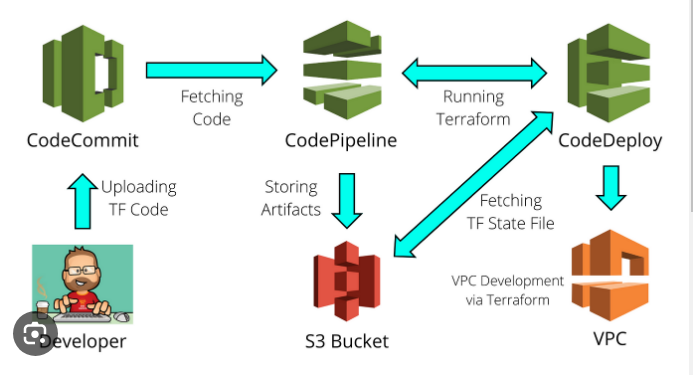 CodeCommit
Fetching
Code
CodePipeline
Running
Terraform
CodeDeploy
Uploading
TF Code
Storing
Artifacts
Fetching
TF State File
VPC Development
via Terraform
Developer
S3 Bucket
VPC